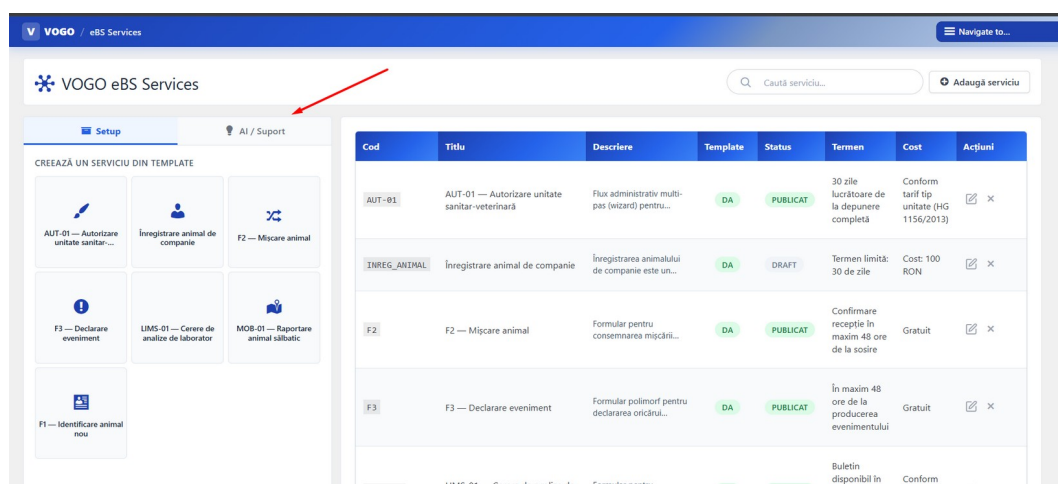 V VOGO / eBS Services
Navigate to...
VOGO eBS Services
Caută serviciu...
Adaugă serviciu
Setup
AI / Suport
CREEAZĂ UN SERVICIU DIN TEMPLATE
AUT-01 — Autorizare
unitate sanitar-...
Înregistrare animal de
companie
F2 — Mișcare animal
F3 — Declarare
eveniment
LIMS-01 — Cerere de
analize de laborator
MOB-01 — Raportare
animal sălbatic
F1 — Identificare animal
nou
Cod Titlu Descriere Template Status Termen Cost Acțiuni
AUT-01
AUT-01 — Autorizare unitate
sanitar-veterinară
Flux administrativ multi-
pas (wizard) pentru...
DA
PUBLICAT
30 zile
lucrătoare de
la depunere
completă
Conform
tarif tip
unitate (HG
1156/2013)
INREG_ANIMAL
Înregistrare animal de companie
Înregistrarea animalului
de companie este un...
DA
DRAFT
Termen limită:
30 de zile
Cost: 100
RON
F2
F2 — Mișcare animal
Formular pentru
consemnarea mișcării...
DA
PUBLICAT
Confirmare
recepție în
maxim 48 ore
de la sosire
Gratuit
F3
F3 — Declarare eveniment
Formular polimorf pentru
declararea oricărui...
DA
PUBLICAT
În maxim 48
ore de la
producerea
evenimentului
Gratuit
Buletin
disponibil în
Conform